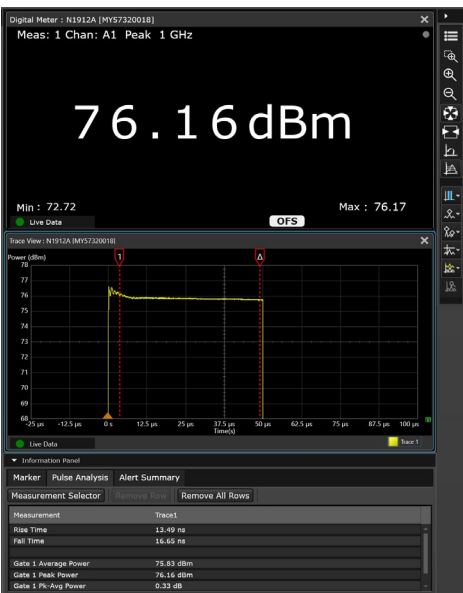 Digital Meter : N1912A [MY57320018]
Meas: 1 Chan: A1 Peak 1 GHz
76.16 dBm
Min : 72.72
Max : 76.17
Live Data
OFS
Trace View : N1912A [MY57320018]
Power (dBm)
1
Δ
78
77
76
75
74
73
72
71
70
69
68
-25 µs
-12.5 µs
0 s
12.5 µs
25 µs
37.5 µs
50 µs
62.5 µs
75 µs
87.5 µs
100 µs
Time(s)
Live Data
Trace 1
Information Panel
Marker
Pulse Analysis
Alert Summary
Measurement Selector
Remove Row
Remove All Rows
Measurement
Trace1
Rise Time
13.49 ns
Fall Time
16.65 ns
Gate 1 Average Power
75.83 dBm
Gate 1 Peak Power
76.16 dBm
Gate 1 Pk-Avg Power
0.33 dB